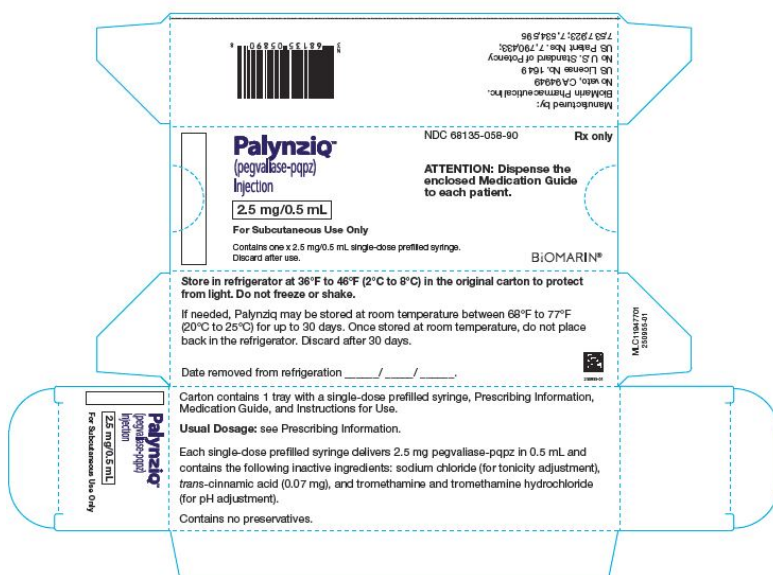 68135 05890 8
Manufactured by:
BioMarin Pharmaceutical Inc.
Novato, CA 94949
US License No. 1649
No U.S. Standard of Potency
US Patent Nos. 7,790,433;
7,537,923; 7,534,595
Palynziq™
(pegvaliase-pqpz)
Injection
2.5 mg/0.5 mL
For Subcutaneous Use Only
Contains one x 2.5 mg/0.5 mL single-dose prefilled syringe.
Discard after use.
NDC 68135-058-90 Rx only
ATTENTION: Dispense the
enclosed Medication Guide
to each patient.
BIOMARIN®
Store in refrigerator at 36°F to 46°F (2°C to 8°C) in the original carton to protect
from light. Do not freeze or shake.
If needed, Palynziq may be stored at room temperature between 68°F to 77°F
(20°C to 25°C) for up to 30 days. Once stored at room temperature, do not place
back in the refrigerator. Discard after 30 days.
Date removed from refrigeration ______/ _____/ ______.
MLC11947701
250955-01
Palynziq™
(pegvaliase-pqpz)
Injection
2.5 mg/0.5 mL
For Subcutaneous Use Only
Carton contains 1 tray with a single-dose prefilled syringe, Prescribing Information,
Medication Guide, and Instructions for Use.
Usual Dosage: see Prescribing Information.
Each single-dose prefilled syringe delivers 2.5 mg pegvaliase-pqpz in 0.5 mL and
contains the following inactive ingredients: sodium chloride (for tonicity adjustment),
trans-cinnamic acid (0.07 mg), and tromethamine and tromethamine hydrochloride
(for pH adjustment).
Contains no preservatives.